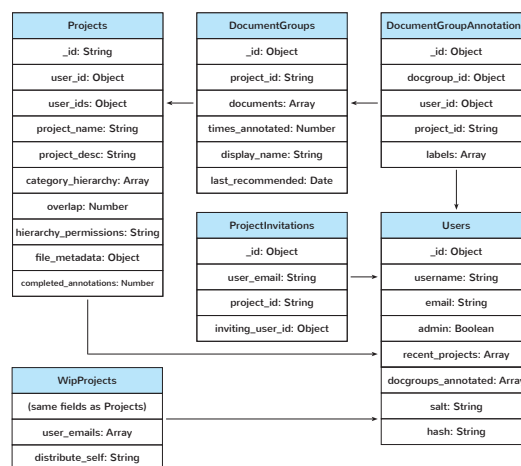 Projects
_id: String
user_id: Object
user_ids: Object
project_name: String
project_desc: String
category_hierarchy: Array
overlap: Number
hierarchy_permissions: String
file_metadata: Object
completed_annotations: Number
DocumentGroups
_id: Object
project_id: String
documents: Array
times_annotated: Number
display_name: String
last_recommended: Date
DocumentGroupAnnotation
_id: Object
docgroup_id: Object
user_id: Object
project_id: String
labels: Array
ProjectInvitations
_id: Object
user_email: String
project_id: String
inviting_user_id: Object
Users
_id: Object
username: String
email: String
admin: Boolean
recent_projects: Array
docgroups_annotated: Array
salt: String
hash: String
WipProjects
(same fields as Projects)
user_emails: Array
distribute_self: String